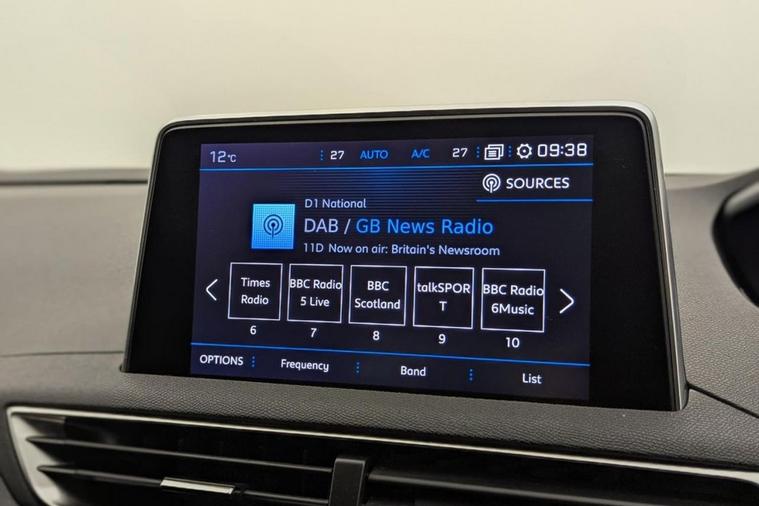 12°C 27 AUTO A/C 27 09:38
SOURCES
D1 National
DAB / GB News Radio
11D Now on air: Britain's Newsroom
Times
Radio
6
BBC Radio
5 Live
7
BBC
Scotland
8
talkSPOR
T
9
BBC Radio
6Music
10
OPTIONS Frequency Band List